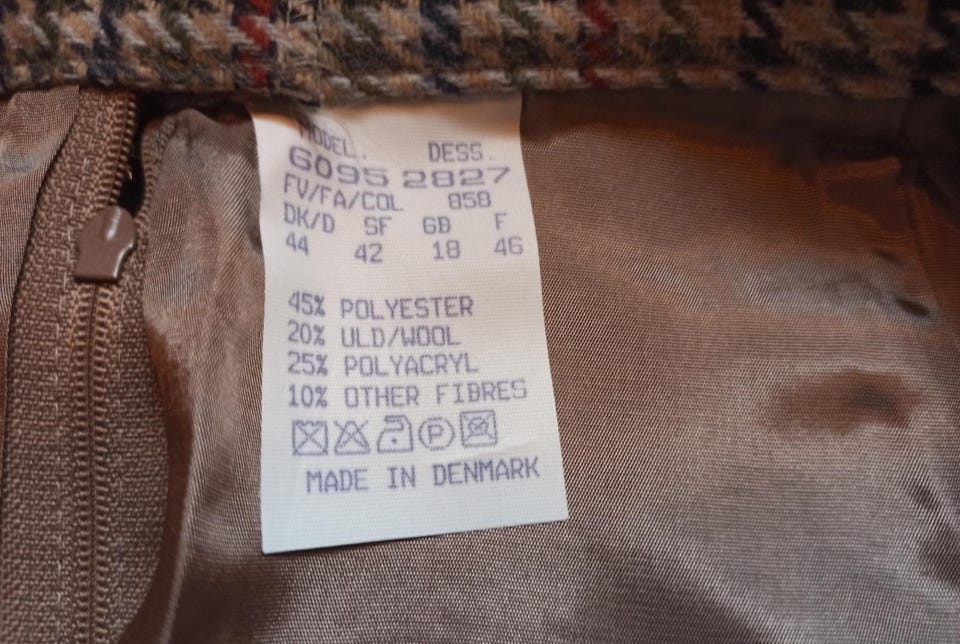 MODEL. DESS.
6095 2827
FV/FA/COL 858
DK/D SF GB F
44 42 18 46
45% POLYESTER
20% ULD/WOOL
25% POLYACRYL
10% OTHER FIBRES
P
MADE IN DENMARK